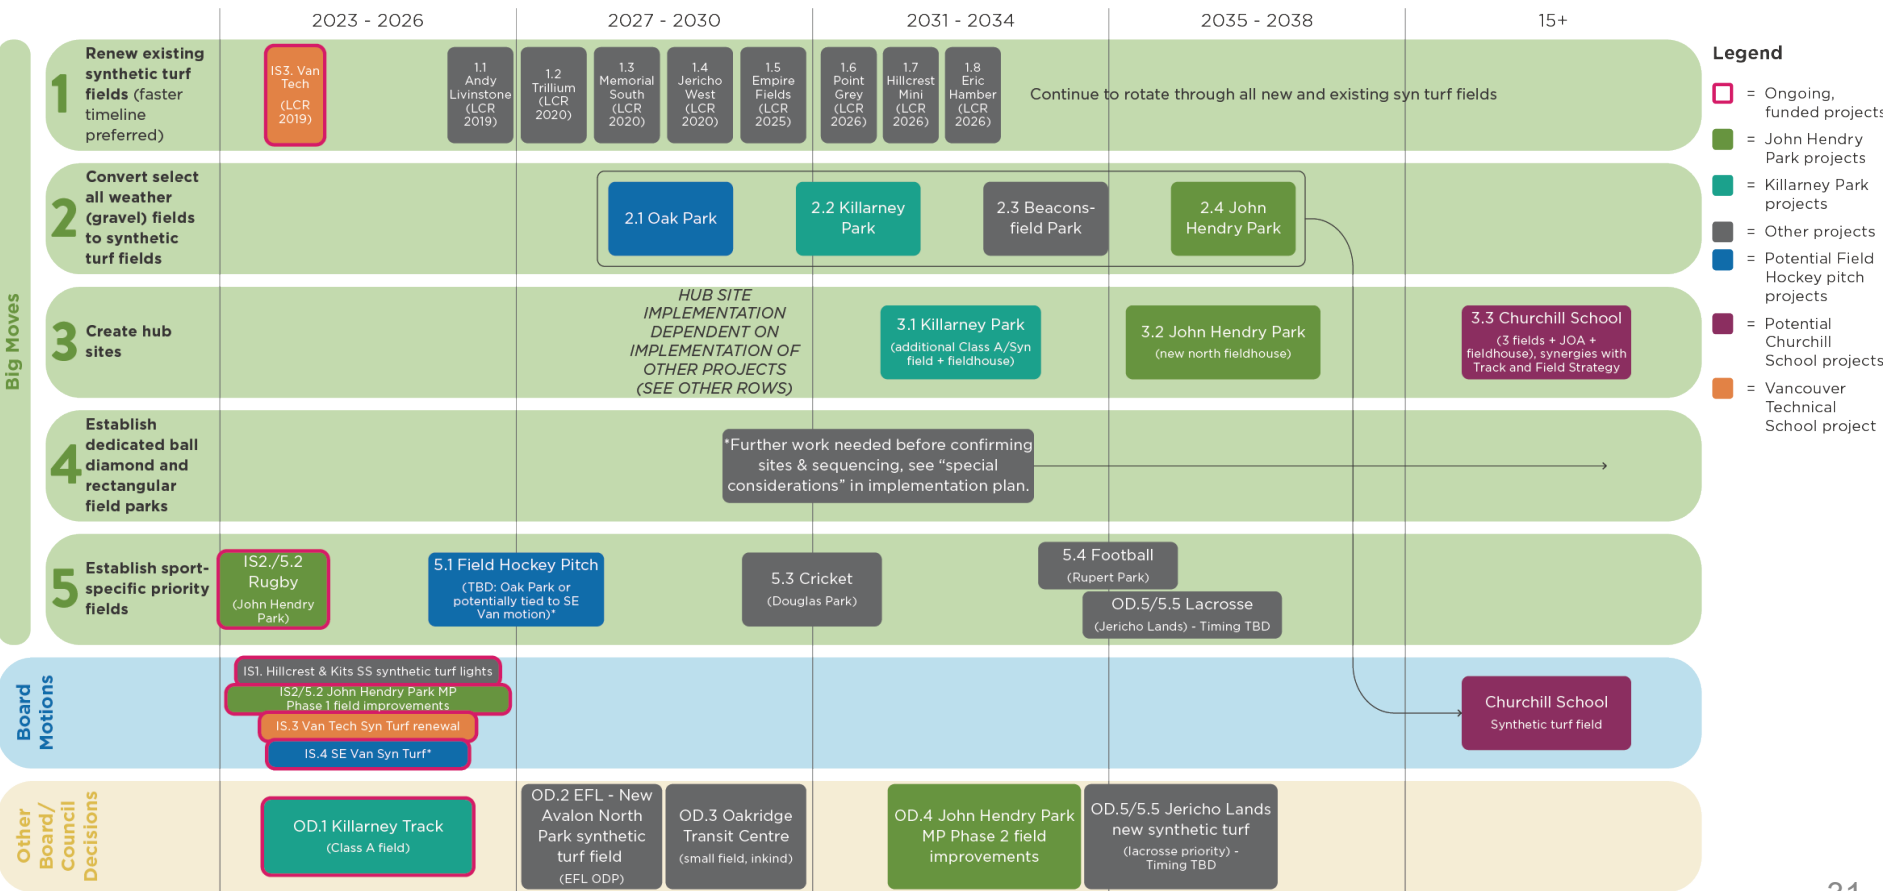 2023 - 2026
2027 - 2030
2031 - 2034
2035 - 2038
15+
Big Moves
1
Renew existing
synthetic turf
fields (faster
timeline
preferred)
IS3. Van
Tech
(LCR
2019)
1.1
Andy
Livinstone
(LCR
2019)
1.2
Trillium
(LCR
2020)
1.3
Memorial
South
(LCR
2020)
1.4
Jericho
West
(LCR
2020)
1.5
Empire
Fields
(LCR
2025)
1.6
Point
Grey
(LCR
2026)
1.7
Hillcrest
Mini
(LCR
2026)
1.8
Eric
Hamber
(LCR
2026)
Continue to rotate through all new and existing syn turf fields
2
Convert select
all weather
(gravel) fields
to synthetic
turf fields
2.1 Oak Park
2.2 Killarney
Park
2.3 Beacons-
field Park
2.4 John
Hendry Park
3
Create hub
sites
HUB SITE
IMPLEMENTATION
DEPENDENT ON
IMPLEMENTATION OF
OTHER PROJECTS
(SEE OTHER ROWS)
3.1 Killarney Park
(additional Class A/Syn
field + fieldhouse)
3.2 John Hendry Park
(new north fieldhouse)
3.3 Churchill School
(3 fields + JOA +
fieldhouse), synergies with
Track and Field Strategy
4
Establish
dedicated ball
diamond and
rectangular
field parks
*Further work needed before confirming
sites & sequencing, see “special
considerations” in implementation plan.
5
Establish sport-
specific priority
fields
IS2./5.2
Rugby
(John Hendry
Park)
5.1 Field Hockey Pitch
(TBD: Oak Park or
potentially tied to SE
Van motion)*
5.3 Cricket
(Douglas Park)
5.4 Football
(Rupert Park)
OD.5/5.5 Lacrosse
(Jericho Lands) - Timing TBD
Board
Motions
IS1. Hillcrest & Kits SS synthetic turf lights
IS2/5.2 John Hendry Park MP
Phase 1 field improvements
IS.3 Van Tech Syn Turf renewal
IS.4 SE Van Syn Turf*
Churchill School
Synthetic turf field
Other
Board/
Council
Decisions
OD.1 Killarney Track
(Class A field)
OD.2 EFL - New
Avalon North
Park synthetic
turf field
(EFL ODP)
OD.3 Oakridge
Transit Centre
(small field, inkind)
OD.4 John Hendry Park
MP Phase 2 field
improvements
OD.5/5.5 Jericho Lands
new synthetic turf
(lacrosse priority) -
Timing TBD
Legend
= Ongoing,
funded projects
= John Hendry
Park projects
= Killarney Park
projects
= Other projects
= Potential Field
Hockey pitch
projects
= Potential
Churchill
School projects
= Vancouver
Technical
School project